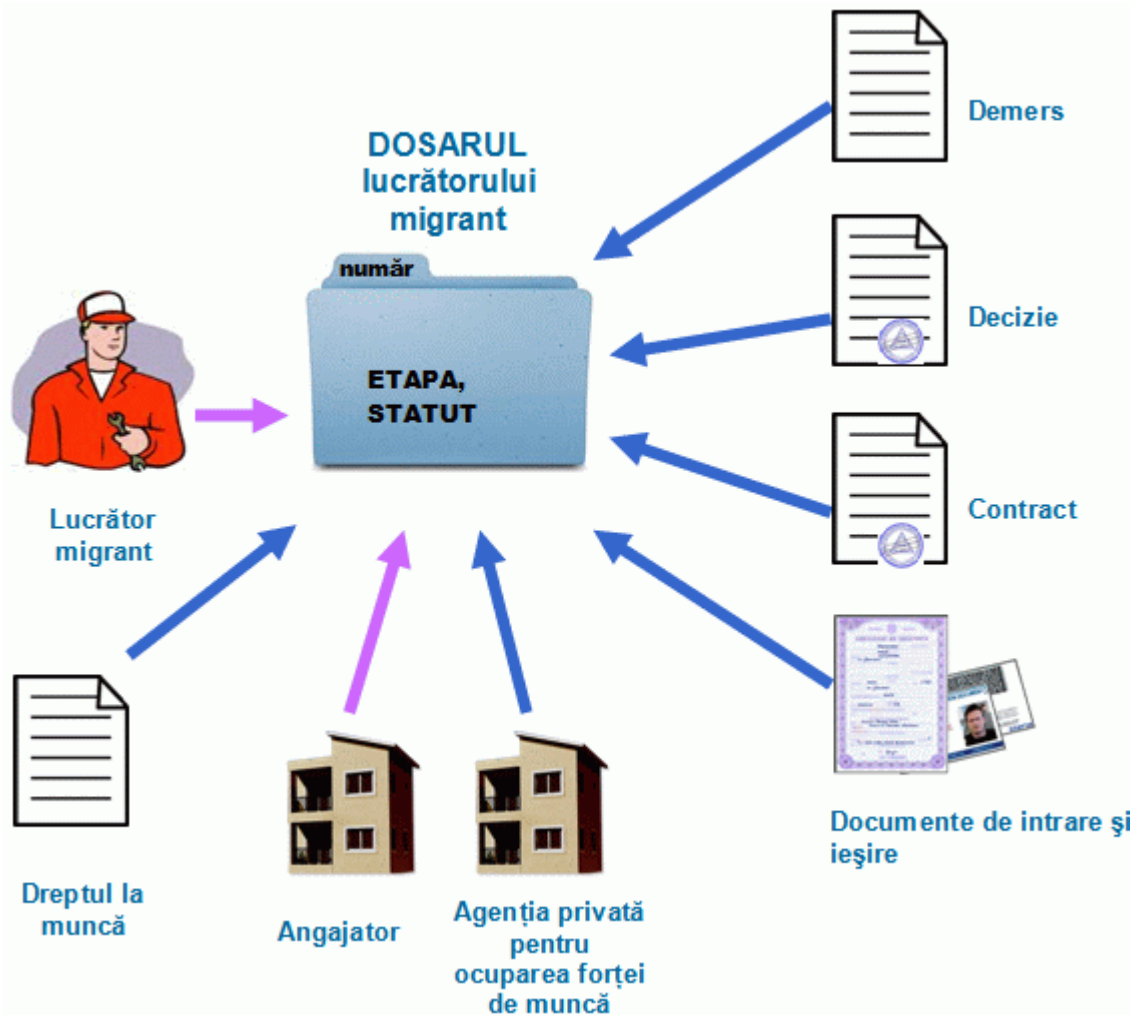 Demers
DOSARUL
lucrătorului
migrant
număr
ETAPA,
STATUT
Decizie
Contract
Lucrător
migrant
Documente de intrare şi
ieşire
Dreptul la
muncă
Angajator
Agenția privată
pentru
ocuparea forței
de muncă